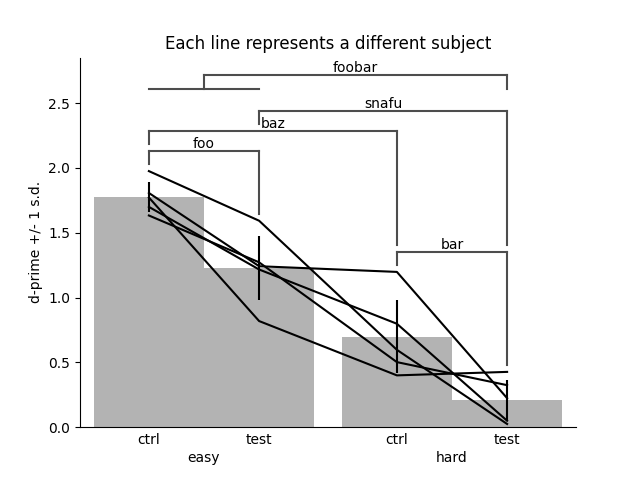 Each line represents a different subject
foobar
snafu
baz
foo
bar
d-prime +/- 1 s.d.
2.5
2.0
1.5
1.0
0.5
0.0
ctrl test ctrl test
easy hard